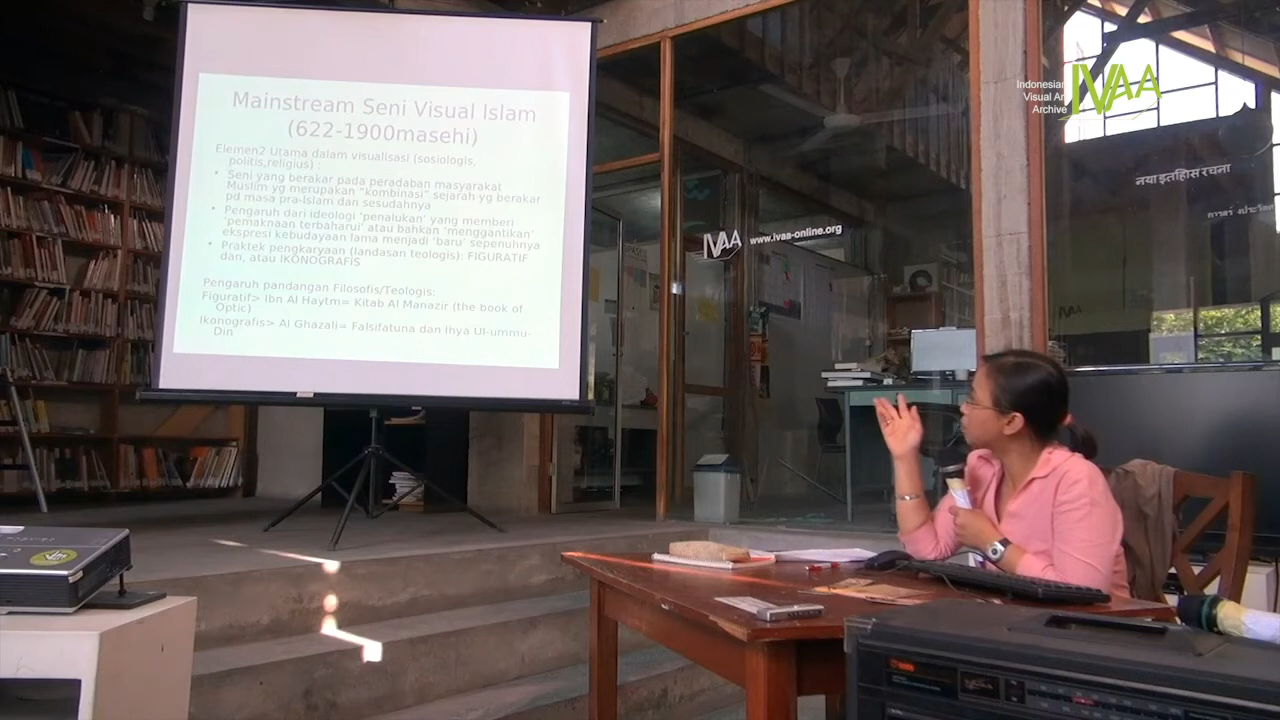 Mainstream Seni Visual Islam
(622-1900masehi)
Elemen2 Utama dalam visualisasi (sosiologis,
politis,religius) :
• Seni yang berakar pada peradaban masyarakat
Muslim yg merupakan "kombinasi" sejarah yg berakar
pd masa pra-Islam dan sesudahnya
• Pengaruh dari ideologi 'penalukan' yang memberi
'pemaknaan terbaharui' atau bahkan 'menggantikan'
ekspresi kebudayaan lama menjadi 'baru' sepenuhnya
• Praktek pengkaryaan (landasan teologis): FIGURATIF
dan, atau IKONOGRAFIS
Pengaruh pandangan Filosofis/Teologis:
Figuratif> Ibn Al Haytm= Kitab Al Manazir (the book of
Optic)
Ikonografis> Al Ghazali= Falsifatuna dan Ihya Ul-ummu-
Din
IVAA www.ivaa-online.org
Indonesian
Visual Art
Archive
IVAA
नया इतिहास रचना